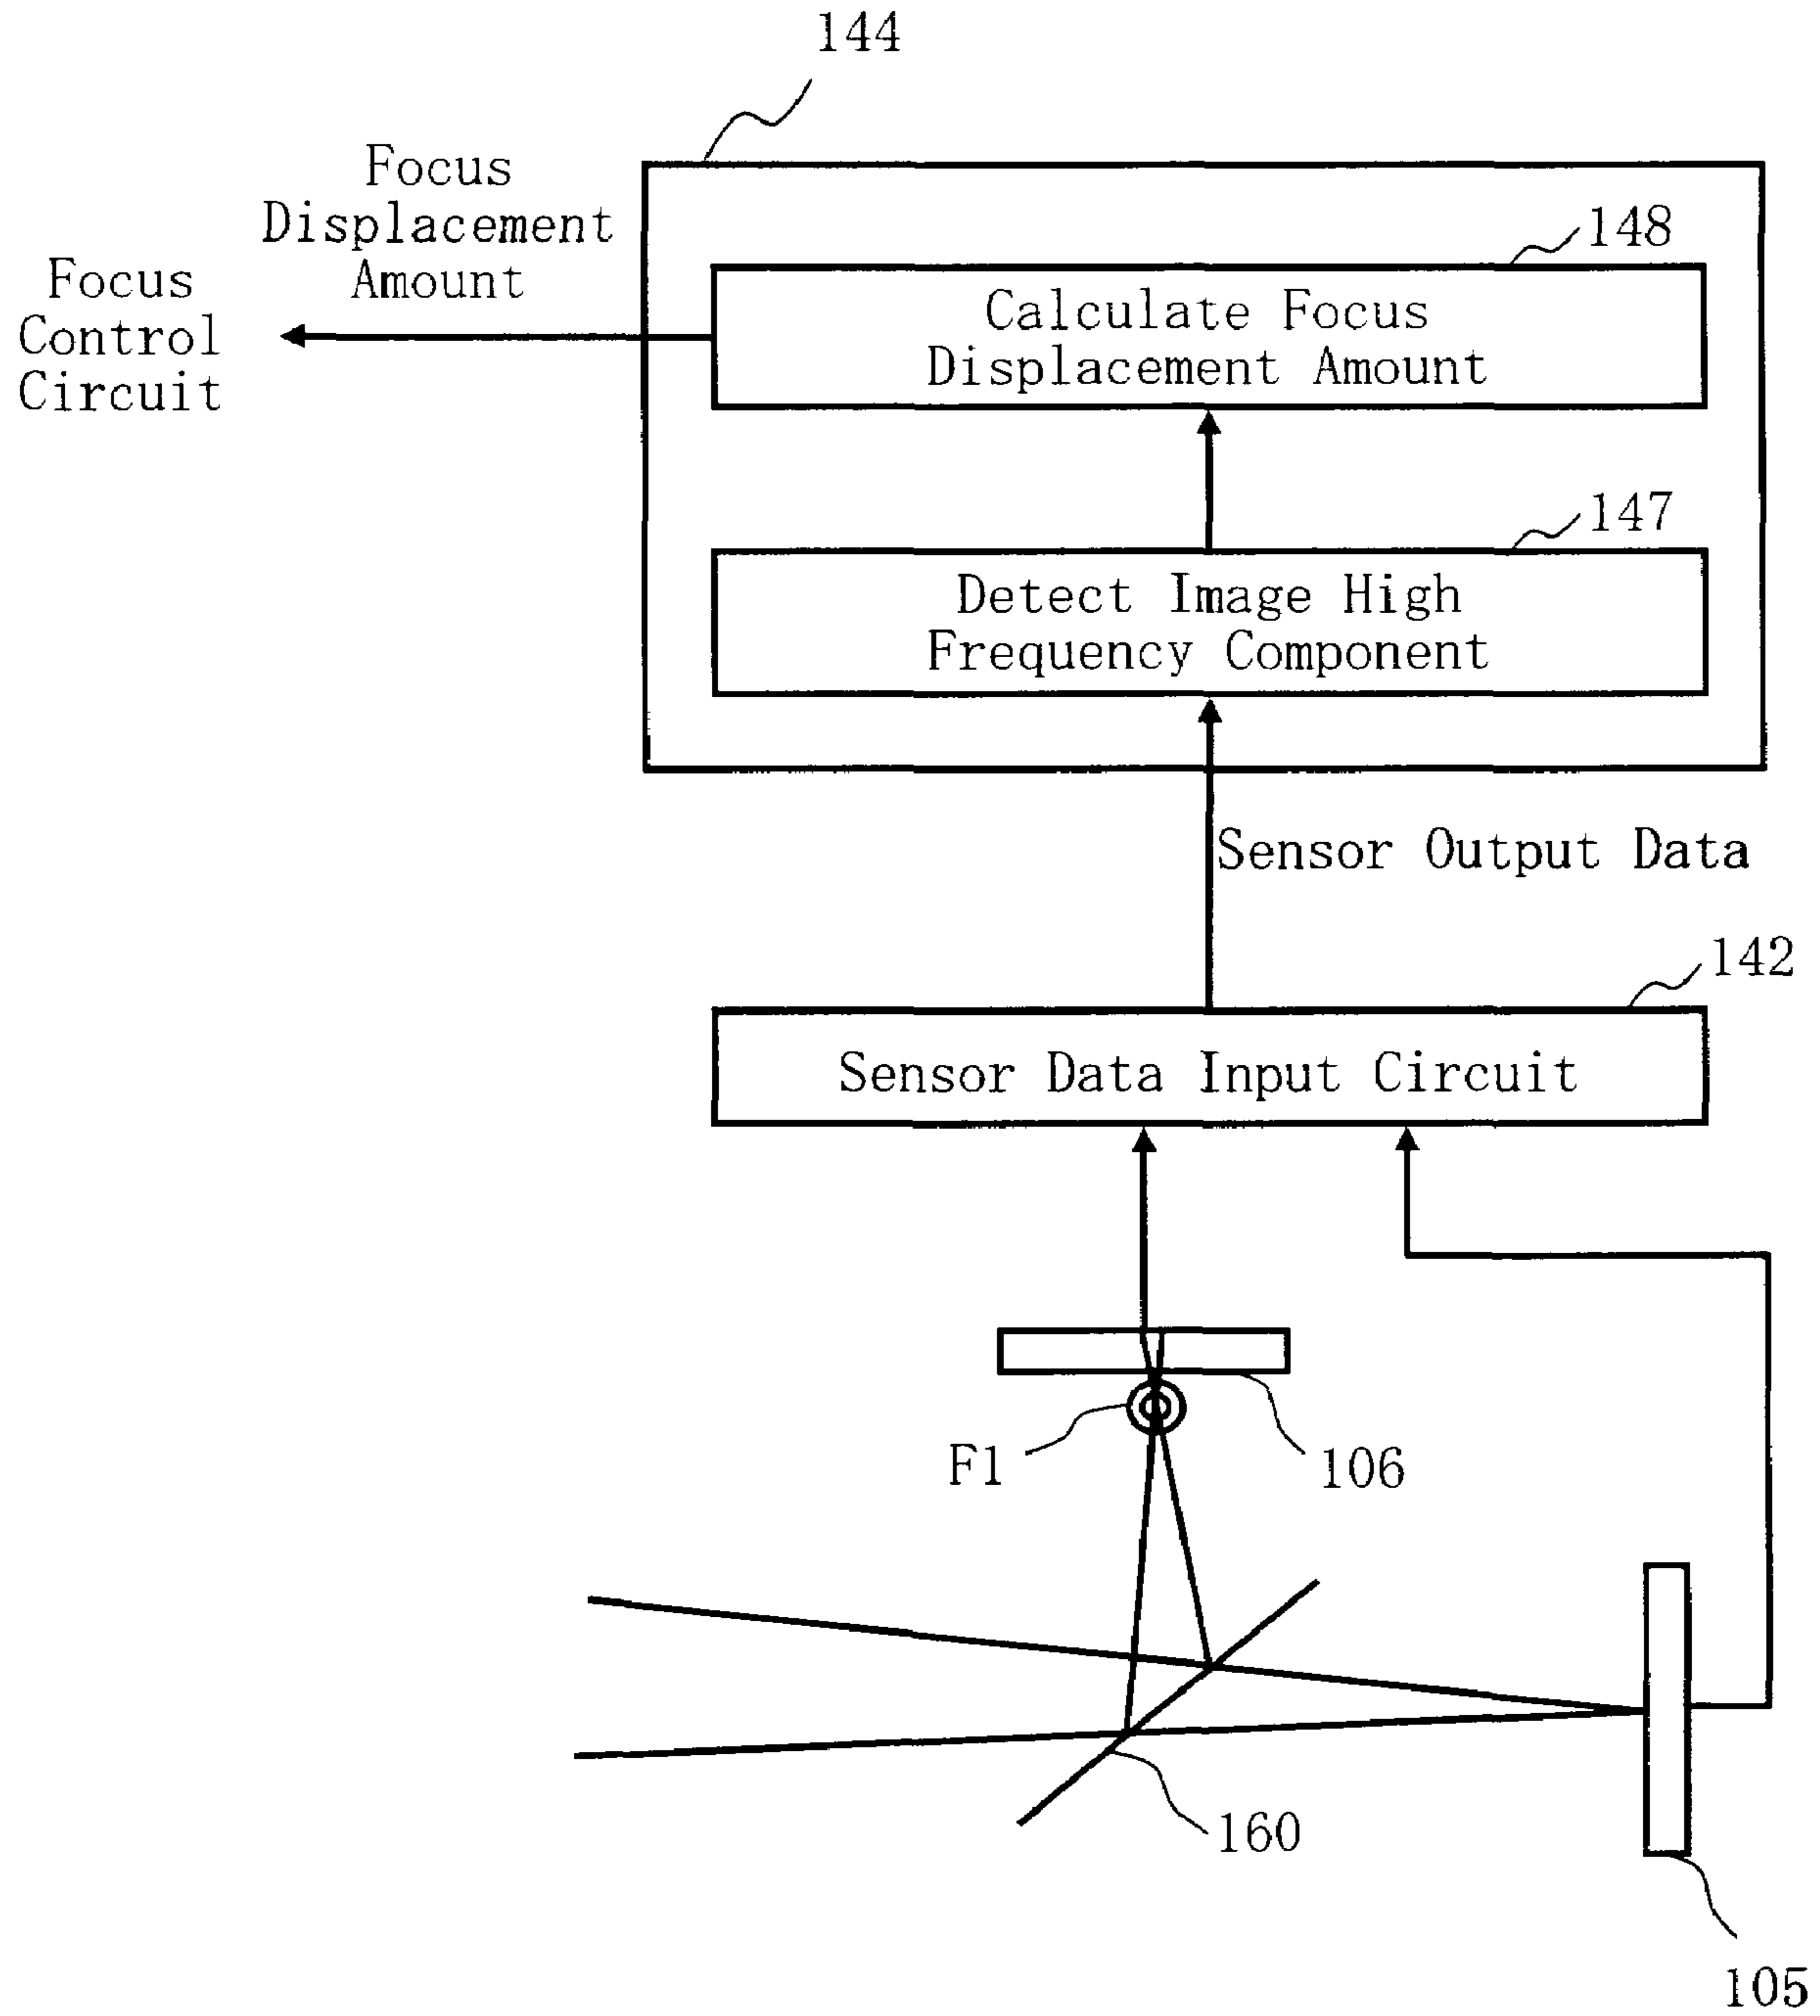 144
Focus
Displacement
Amount
Focus
Control
Circuit
148
Calculate Focus
Displacement Amount
147
Detect Image High
Frequency Component
Sensor Output Data
142
Sensor Data Input Circuit
F1
106
160
105